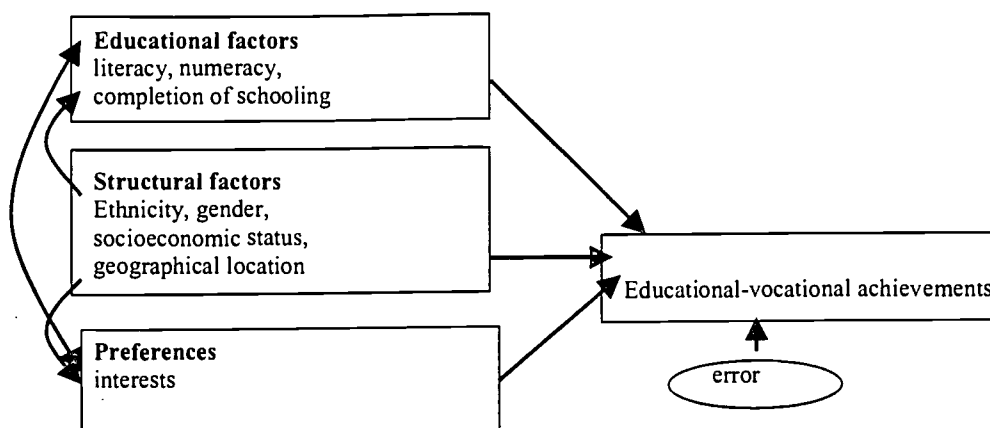 Educational factors
literacy, numeracy,
completion of schooling
Structural factors
Ethnicity, gender,
socioeconomic status,
geographical location
Educational-vocational achievements
Preferences
interests
error